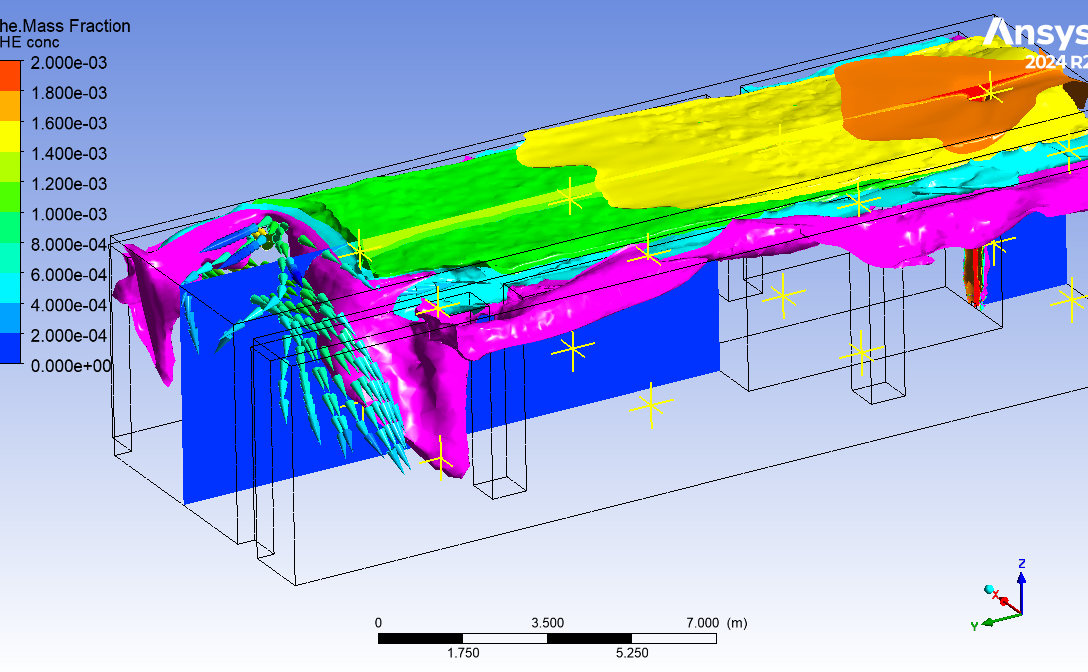 he.Mass Fraction
HE conc
2.000e-03
1.800e-03
1.600e-03
1.400e-03
1.200e-03
1.000e-03
8.000e-04
6.000e-04
4.000e-04
2.000e-04
0.000e+00
Ansys
2024 R2
0 3.500 7.000 (m)
1.750 5.250
Z
X
Y